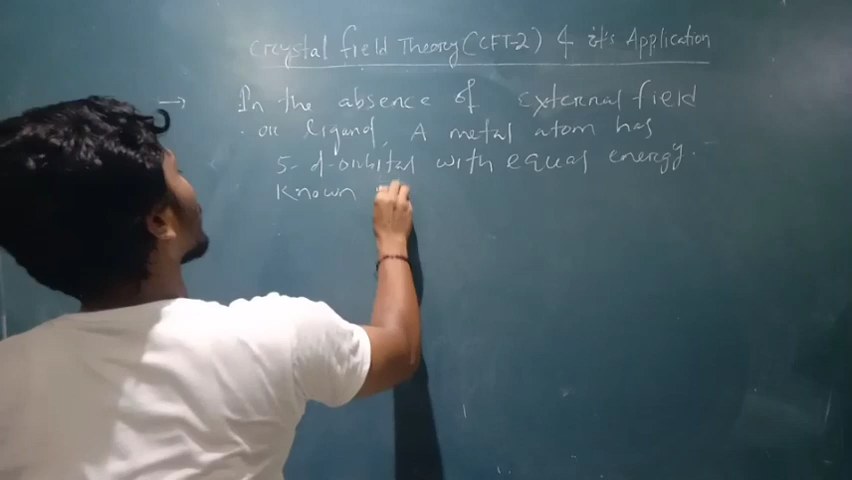 Crystal field Theory (CFT-2) & it's Application
→ In the absence of external field
or ligand, A metal atom has
5-d-orbital with equal energy.
Known